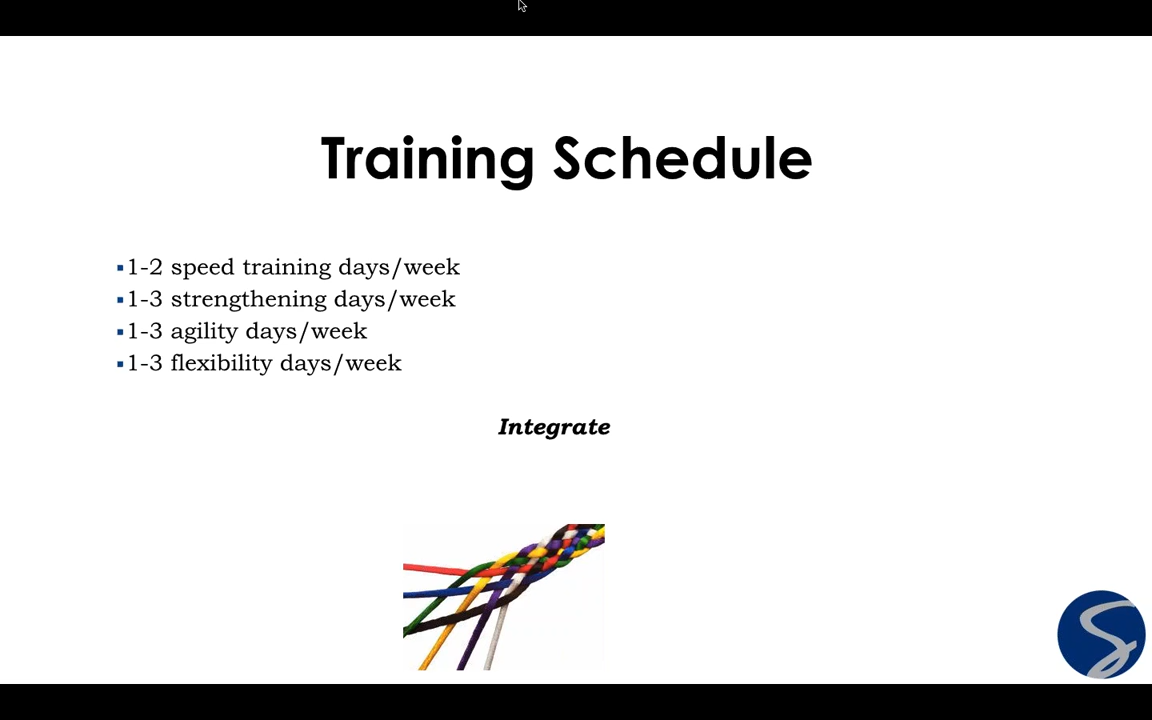 Training Schedule
▪1-2 speed training days/week
▪1-3 strengthening days/week
▪1-3 agility days/week
▪1-3 flexibility days/week
Integrate